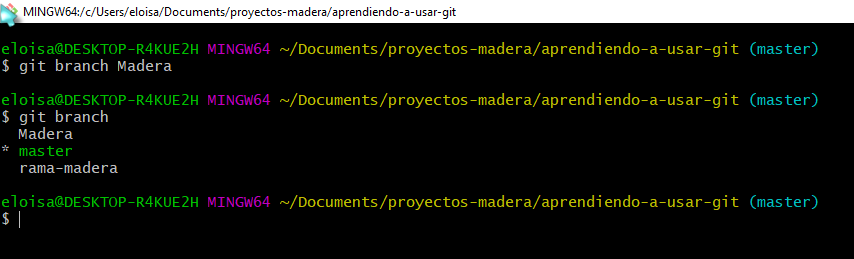 MINGW64:/c/Users/eloisa/Documents/proyectos-madera/aprendiendo-a-usar-git
eloisa@DESKTOP-R4KUE2H MINGW64 ~/Documents/proyectos-madera/aprendiendo-a-usar-git (master)
$ git branch Madera
eloisa@DESKTOP-R4KUE2H MINGW64 ~/Documents/proyectos-madera/aprendiendo-a-usar-git (master)
$ git branch
  Madera
* master
  rama-madera
eloisa@DESKTOP-R4KUE2H MINGW64 ~/Documents/proyectos-madera/aprendiendo-a-usar-git (master)
$